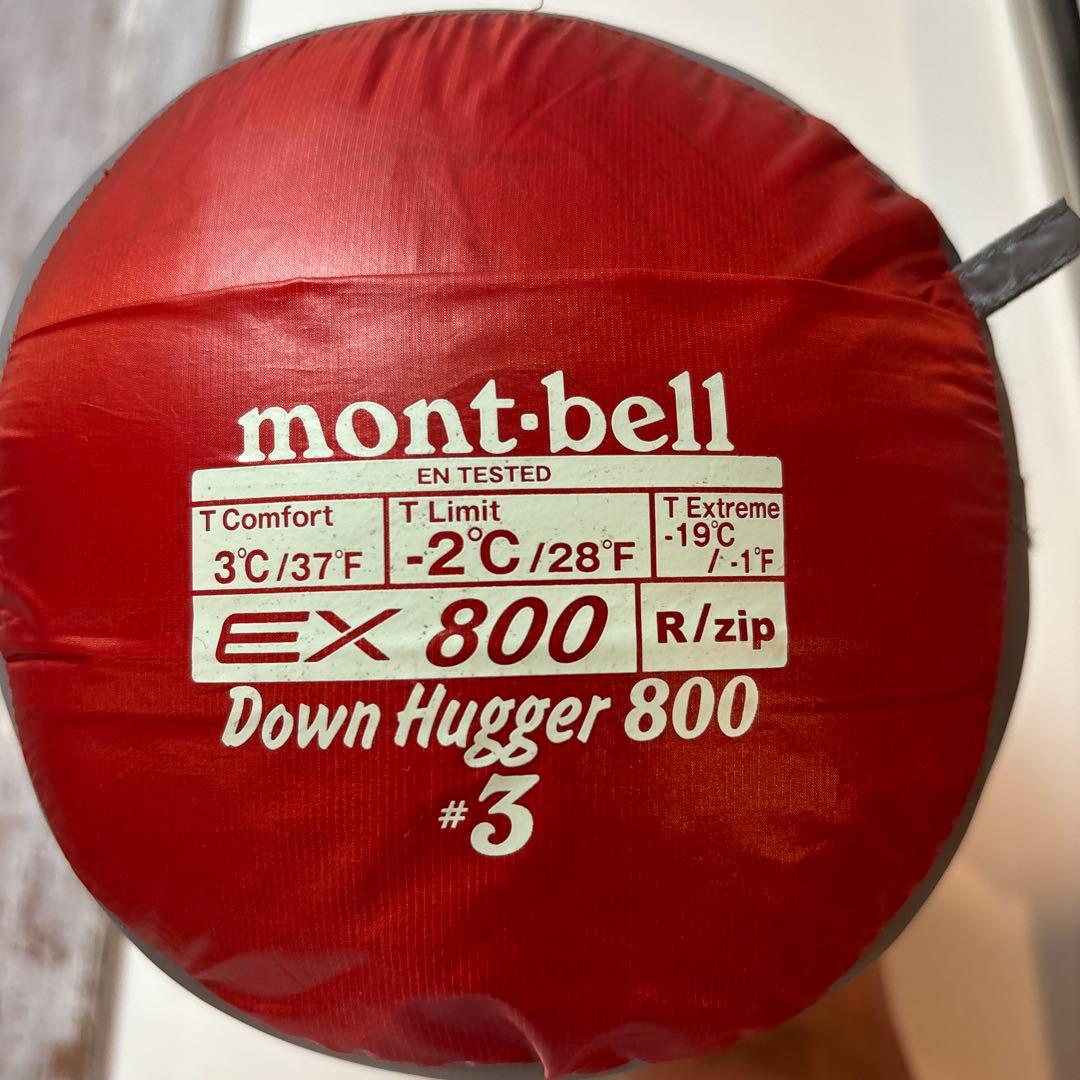 mont-bell
EN TESTED
T Comfort
3℃/37°F
T Limit
-2℃/28°F
T Extreme
-19℃
/-1°F
EX 800
R/zip
Down Hugger 800
#3